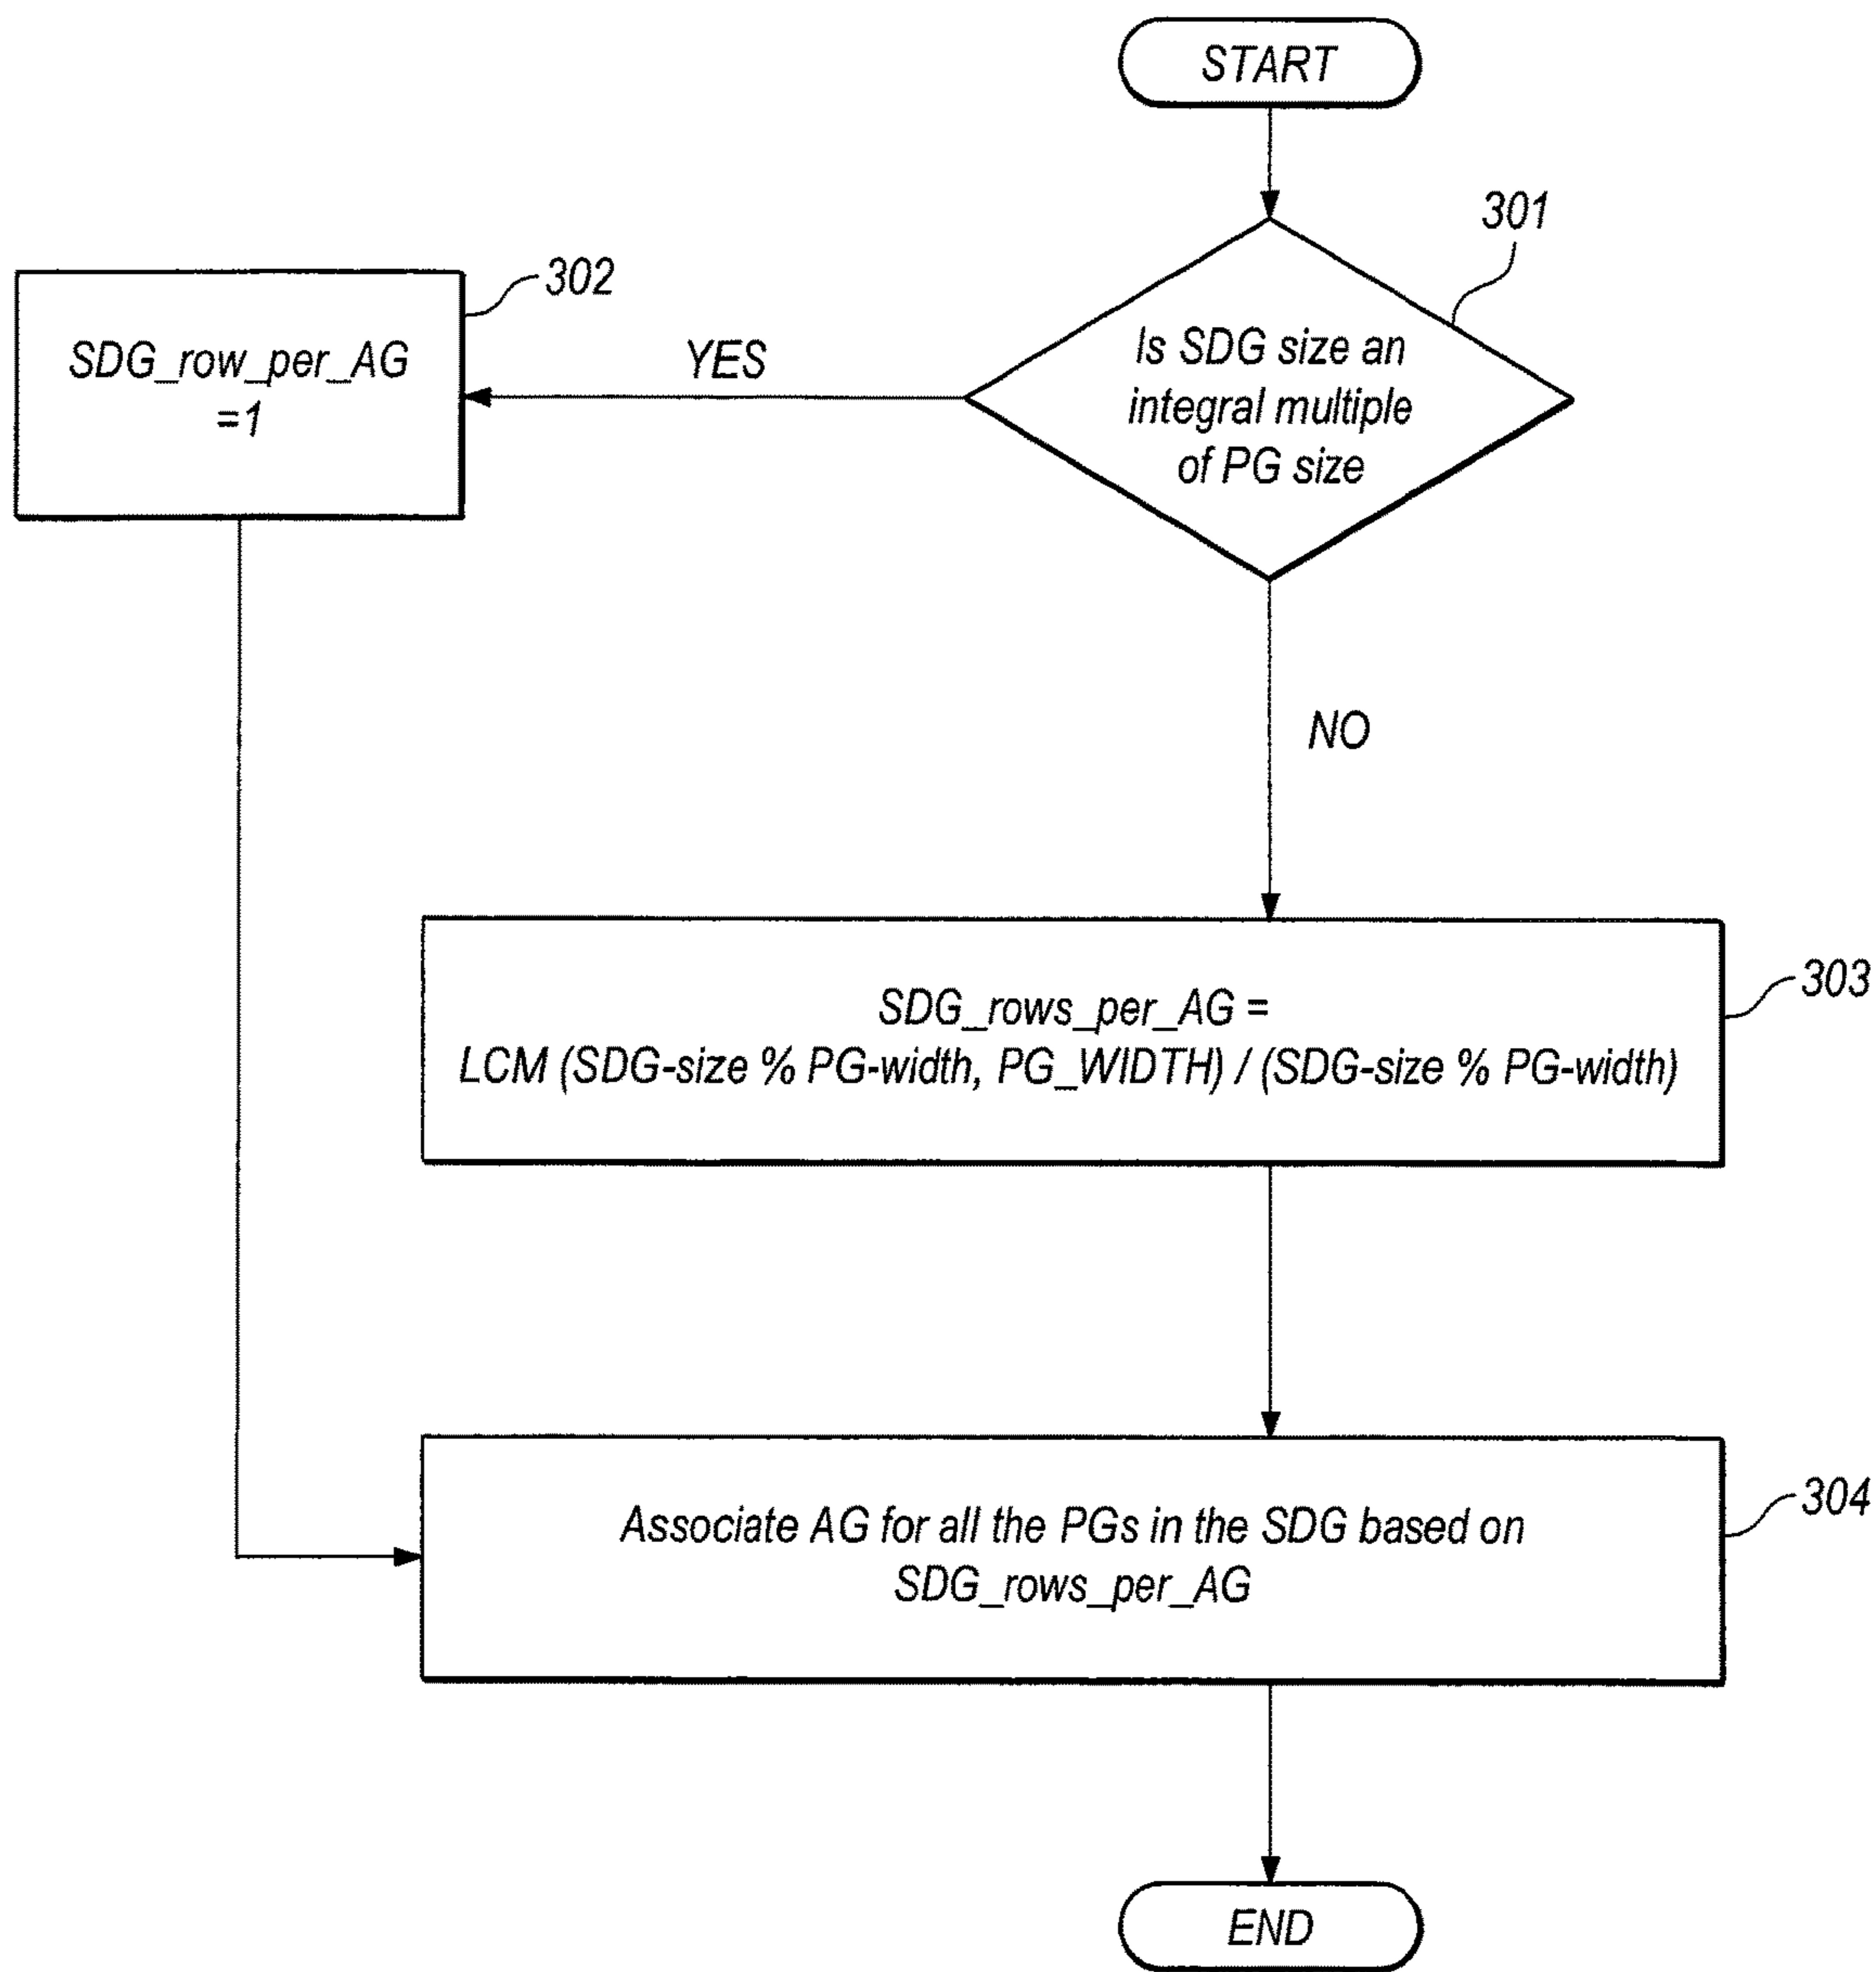 START
301
Is SDG size an
integral multiple
of PG size
YES
302
SDG_row_per_AG
=1
NO
303
SDG_rows_per_AG =
LCM (SDG-size % PG-width, PG_WIDTH) / (SDG-size % PG-width)
304
Associate AG for all the PGs in the SDG based on
SDG_rows_per_AG
END